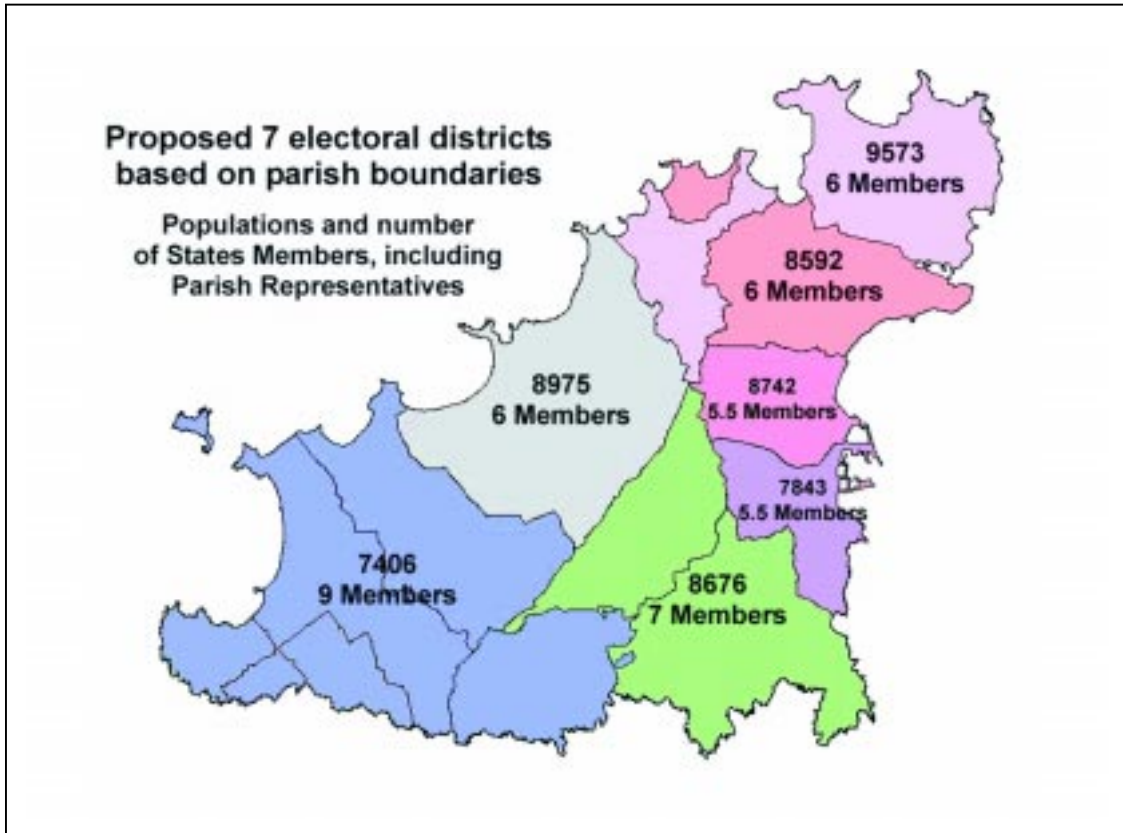 Proposed 7 electoral districts
based on parish boundaries
Populations and number
of States Members, including
Parish Representatives
9573
6 Members
8592
6 Members
8975
6 Members
8742
5.5 Members
7843
5.5 Members
7406
9 Members
8676
7 Members